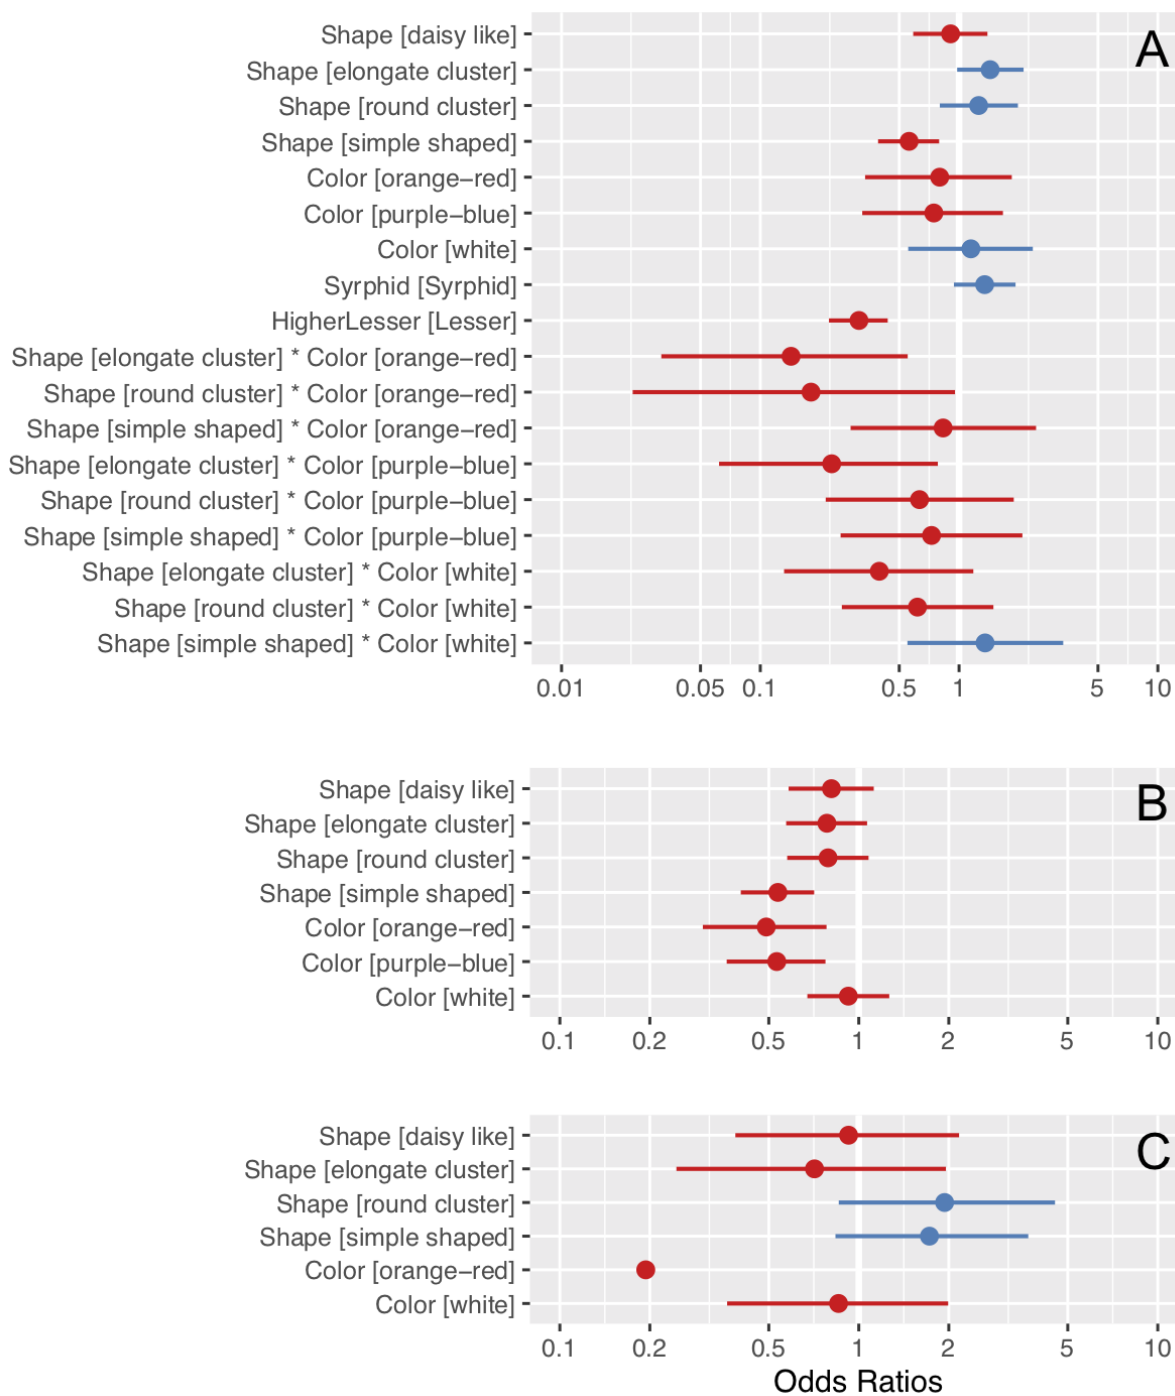 A
Shape [daisy like]
Shape [elongate cluster]
Shape [round cluster]
Shape [simple shaped]
Color [orange−red]
Color [purple−blue]
Color [white]
Syrphid [Syrphid]
HigherLesser [Lesser]
Shape [elongate cluster] * Color [orange−red]
Shape [round cluster] * Color [orange−red]
Shape [simple shaped] * Color [orange−red]
Shape [elongate cluster] * Color [purple−blue]
Shape [round cluster] * Color [purple−blue]
Shape [simple shaped] * Color [purple−blue]
Shape [elongate cluster] * Color [white]
Shape [round cluster] * Color [white]
Shape [simple shaped] * Color [white]
0.01 0.05 0.1 0.5 1 5 10
B
Shape [daisy like]
Shape [elongate cluster]
Shape [round cluster]
Shape [simple shaped]
Color [orange−red]
Color [purple−blue]
Color [white]
0.1 0.2 0.5 1 2 5 10
C
Shape [daisy like]
Shape [elongate cluster]
Shape [round cluster]
Shape [simple shaped]
Color [orange−red]
Color [white]
0.1 0.2 0.5 1 2 5 10
Odds Ratios